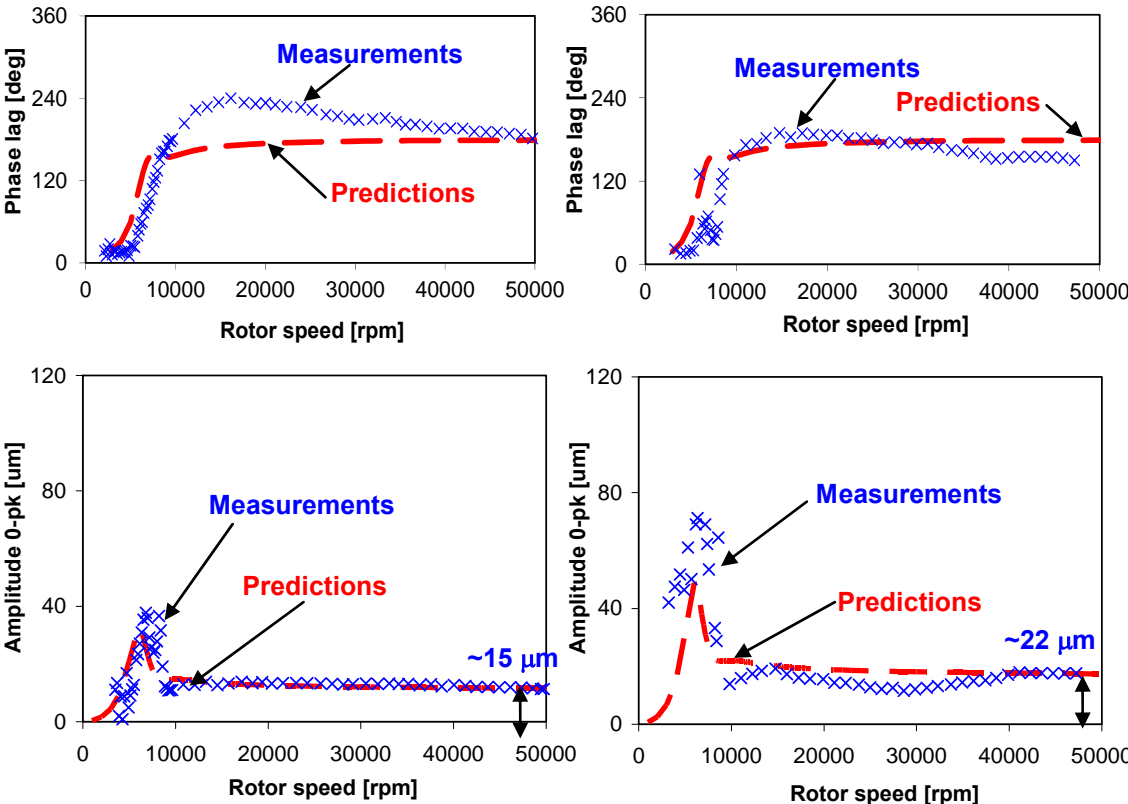 360
240
120
0
Phase lag [deg]
Measurements
Predictions
0 10000 20000 30000 40000 50000
Rotor speed [rpm]
360
240
120
0
Phase lag [deg]
Measurements
Predictions
0 10000 20000 30000 40000 50000
Rotor speed [rpm]
120
80
40
0
Amplitude 0-pk [um]
Measurements
Predictions
~15 μm
0 10000 20000 30000 40000 50000
Rotor speed [rpm]
120
80
40
0
Amplitude 0-pk [um]
Measurements
Predictions
~22 μm
0 10000 20000 30000 40000 50000
Rotor speed [rpm]